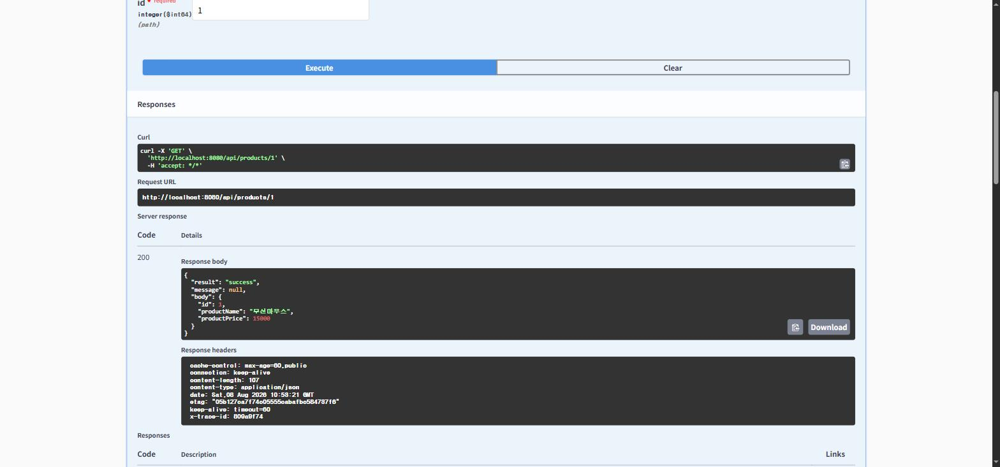 id * required
integer($int64)
(path)
1
Execute
Clear
Responses
Curl
curl -X 'GET' \
'http://localhost:8080/api/products/1' \
-H 'accept: */*'
Request URL
http://localhost:8080/api/products/1
Server response
Code
Details
200
Response body
{
"result": "success",
"message": null,
"body": {
"id": 1,
"productName": "무선마우스",
"productPrice": 15000
}
}
Download
Response headers
cache-control: max-age=60,public
connection: keep-alive
content-length: 107
content-type: application/json
date: Sat,08 Aug 2026 10:53:21 GMT
etag:
keep-alive: timeout=60
x-trace-id: 809a9f74
Responses
Code
Description
Links